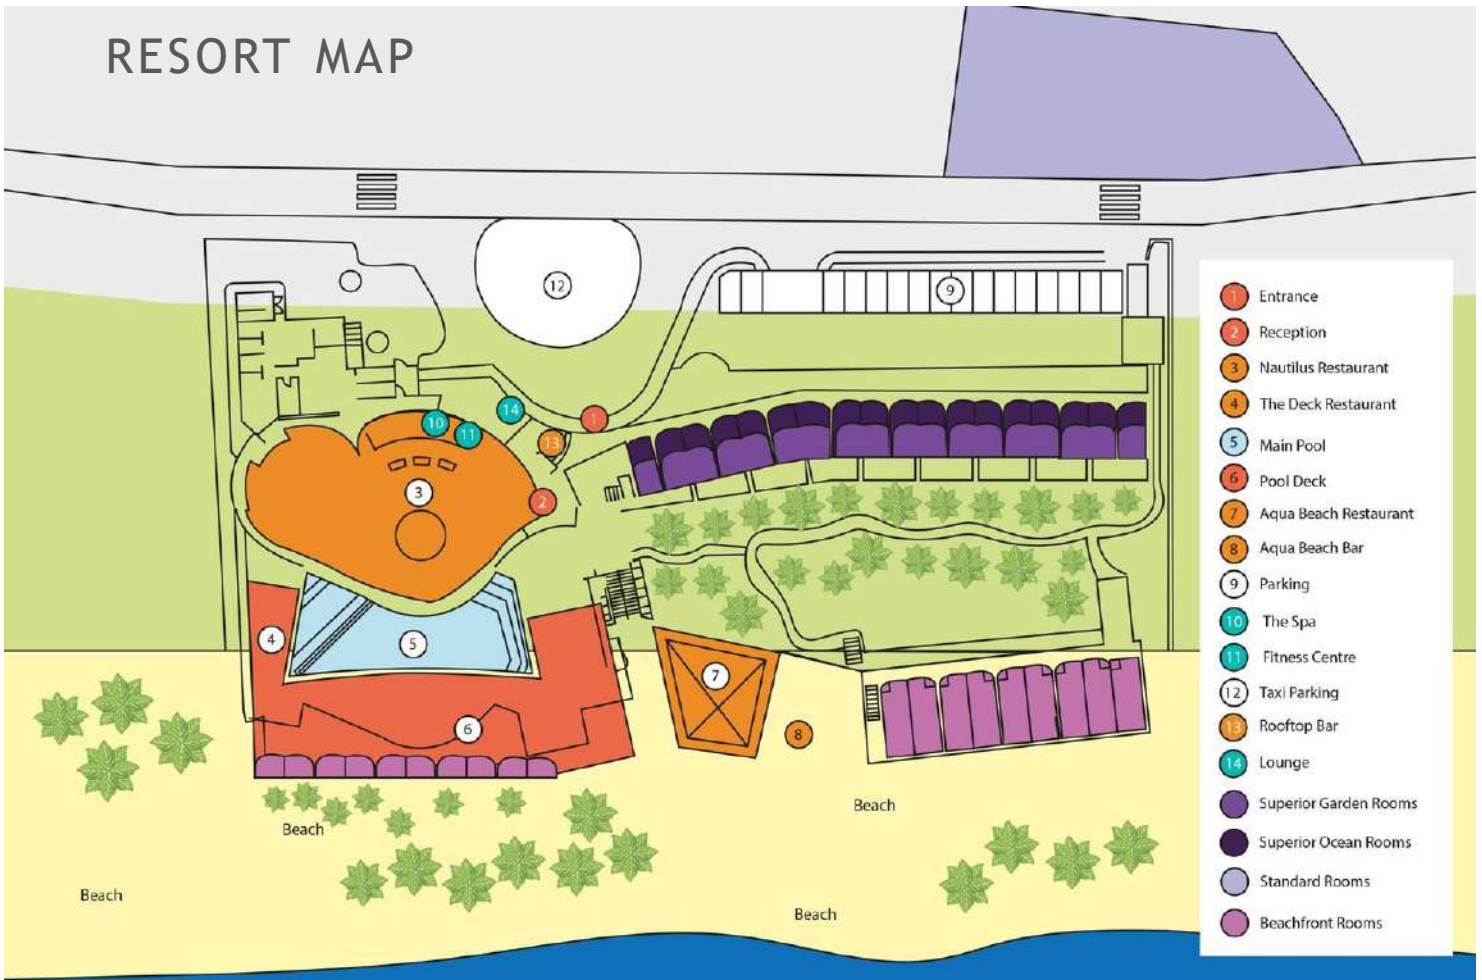 RESORT MAP
12
9
10
14
1
11
13
3
2
4
5
7
6
8
Beach
Beach
Beach
Beach
1 Entrance
2 Reception
3 Nautilus Restaurant
4 The Deck Restaurant
5 Main Pool
6 Pool Deck
7 Aqua Beach Restaurant
8 Aqua Beach Bar
9 Parking
10 The Spa
11 Fitness Centre
12 Taxi Parking
13 Rooftop Bar
14 Lounge
Superior Garden Rooms
Superior Ocean Rooms
Standard Rooms
Beachfront Rooms